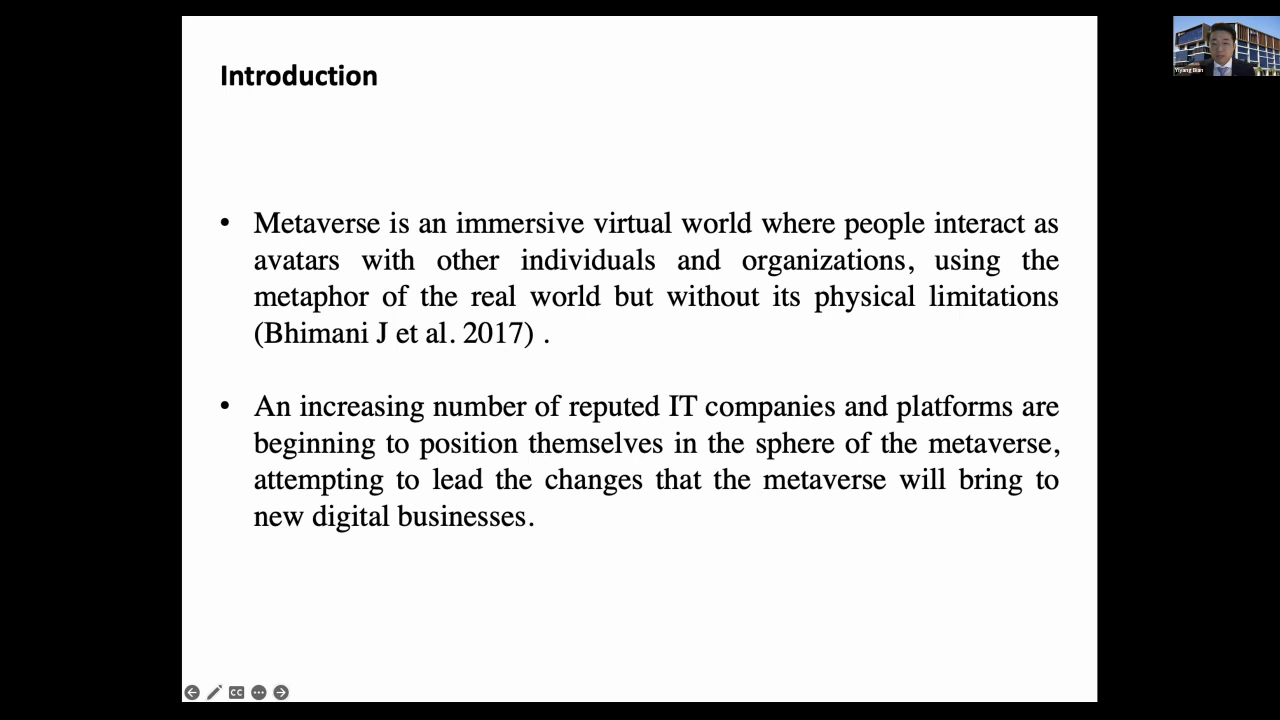 Introduction
• Metaverse is an immersive virtual world where people interact as
avatars with other individuals and organizations, using the
metaphor of the real world but without its physical limitations
(Bhimani J et al. 2017) .
• An increasing number of reputed IT companies and platforms are
beginning to position themselves in the sphere of the metaverse,
attempting to lead the changes that the metaverse will bring to
new digital businesses.
CC
Yiyang Bian